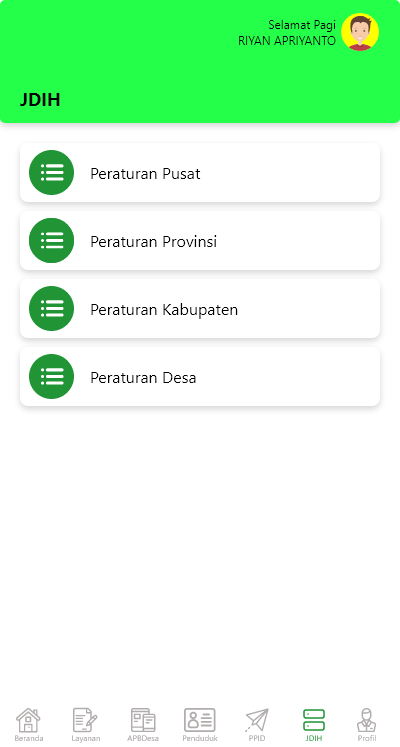 Selamat Pagi
RIYAN APRIYANTO
JDIH
Peraturan Pusat
Peraturan Provinsi
Peraturan Kabupaten
Peraturan Desa
Beranda Layanan APBDesa Penduduk PPID JDIH Profil